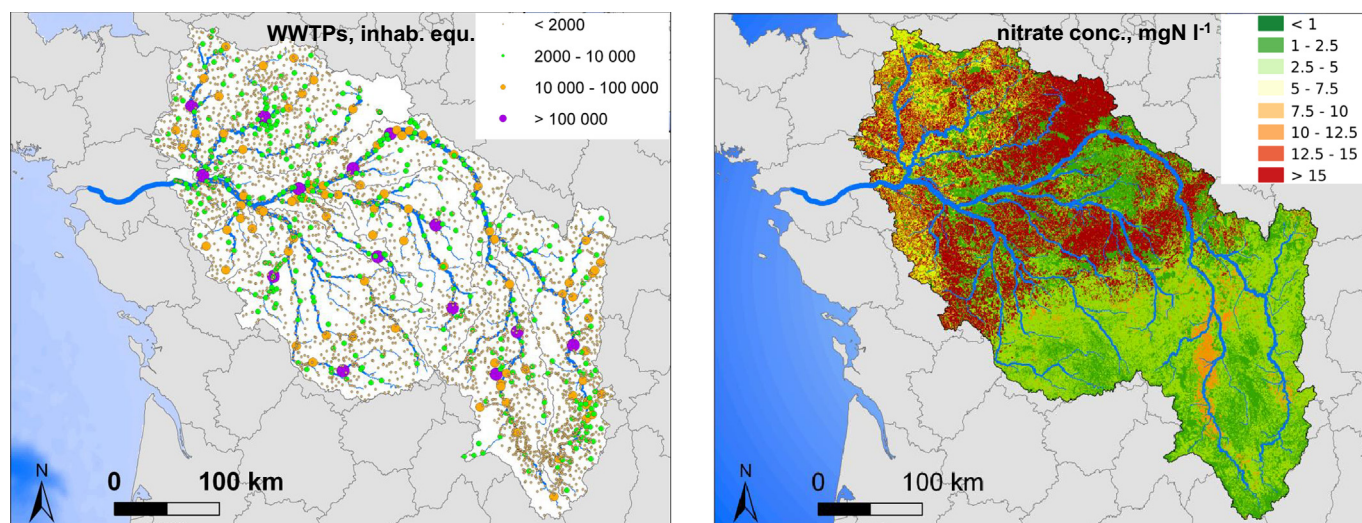 WWTPs, inhab. equ.
< 2000
2000 - 10 000
10 000 - 100 000
> 100 000
N
0 100 km
nitrate conc., mgN l⁻¹
< 1
1 - 2.5
2.5 - 5
5 - 7.5
7.5 - 10
10 - 12.5
12.5 - 15
> 15
N
0 100 km